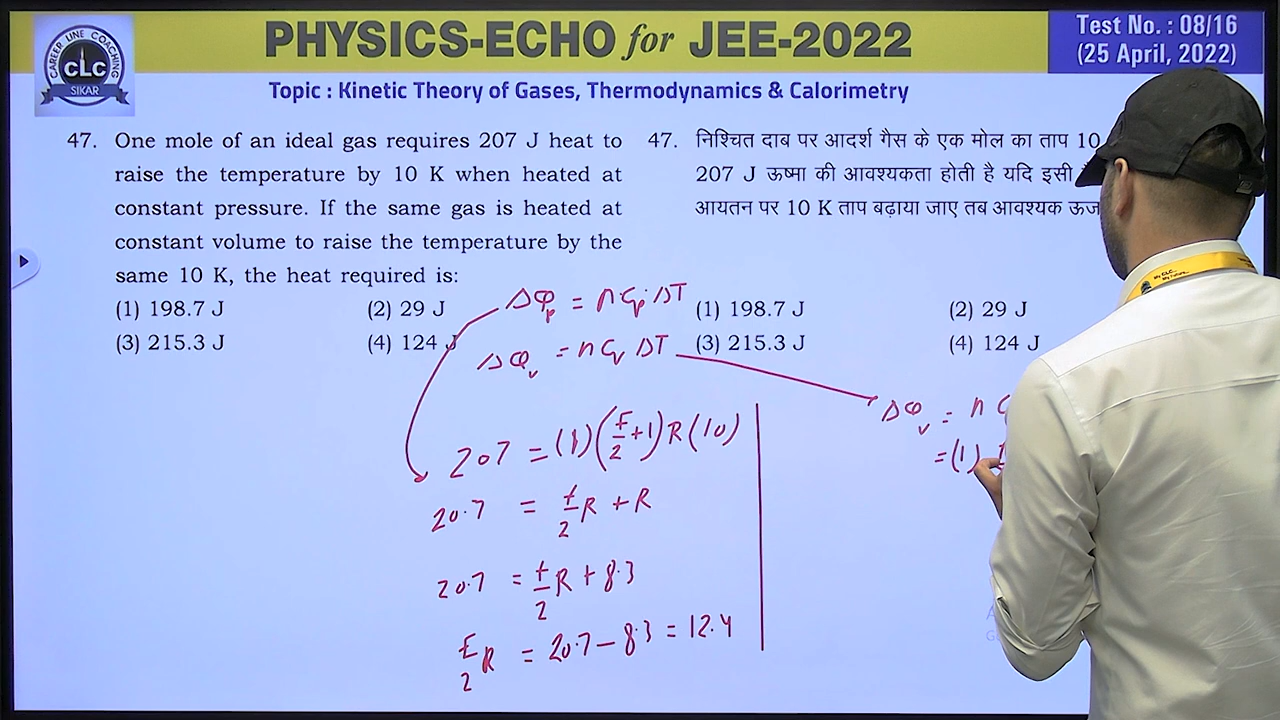 CAREER LINE COACHING
CLC
SIKAR
PHYSICS-ECHO for JEE-2022
Test No. : 08/16
(25 April, 2022)
Topic : Kinetic Theory of Gases, Thermodynamics & Calorimetry
47. One mole of an ideal gas requires 207 J heat to
raise the temperature by 10 K when heated at
constant pressure. If the same gas is heated at
constant volume to raise the temperature by the
same 10 K, the heat required is:
(1) 198.7 J (2) 29 J
(3) 215.3 J (4) 124 J
47. निश्चित दाब पर आदर्श गैस के एक मोल का ताप 10
207 J ऊष्मा की आवश्यकता होती है यदि इसी
आयतन पर 10 K ताप बढ़ाया जाए तब आवश्यक
(1) 198.7 J (2) 29 J
(3) 215.3 J (4) 124 J
ΔQp = nCp ΔT
ΔQv = nCv ΔT
207 = (1)(f/2+1)R(10)
20.7 = f/2 R + R
20.7 = f/2 R + 8.3
f/2 R = 20.7 − 8.3 = 12.4
ΔQv = n C
= (1)
My CLC...